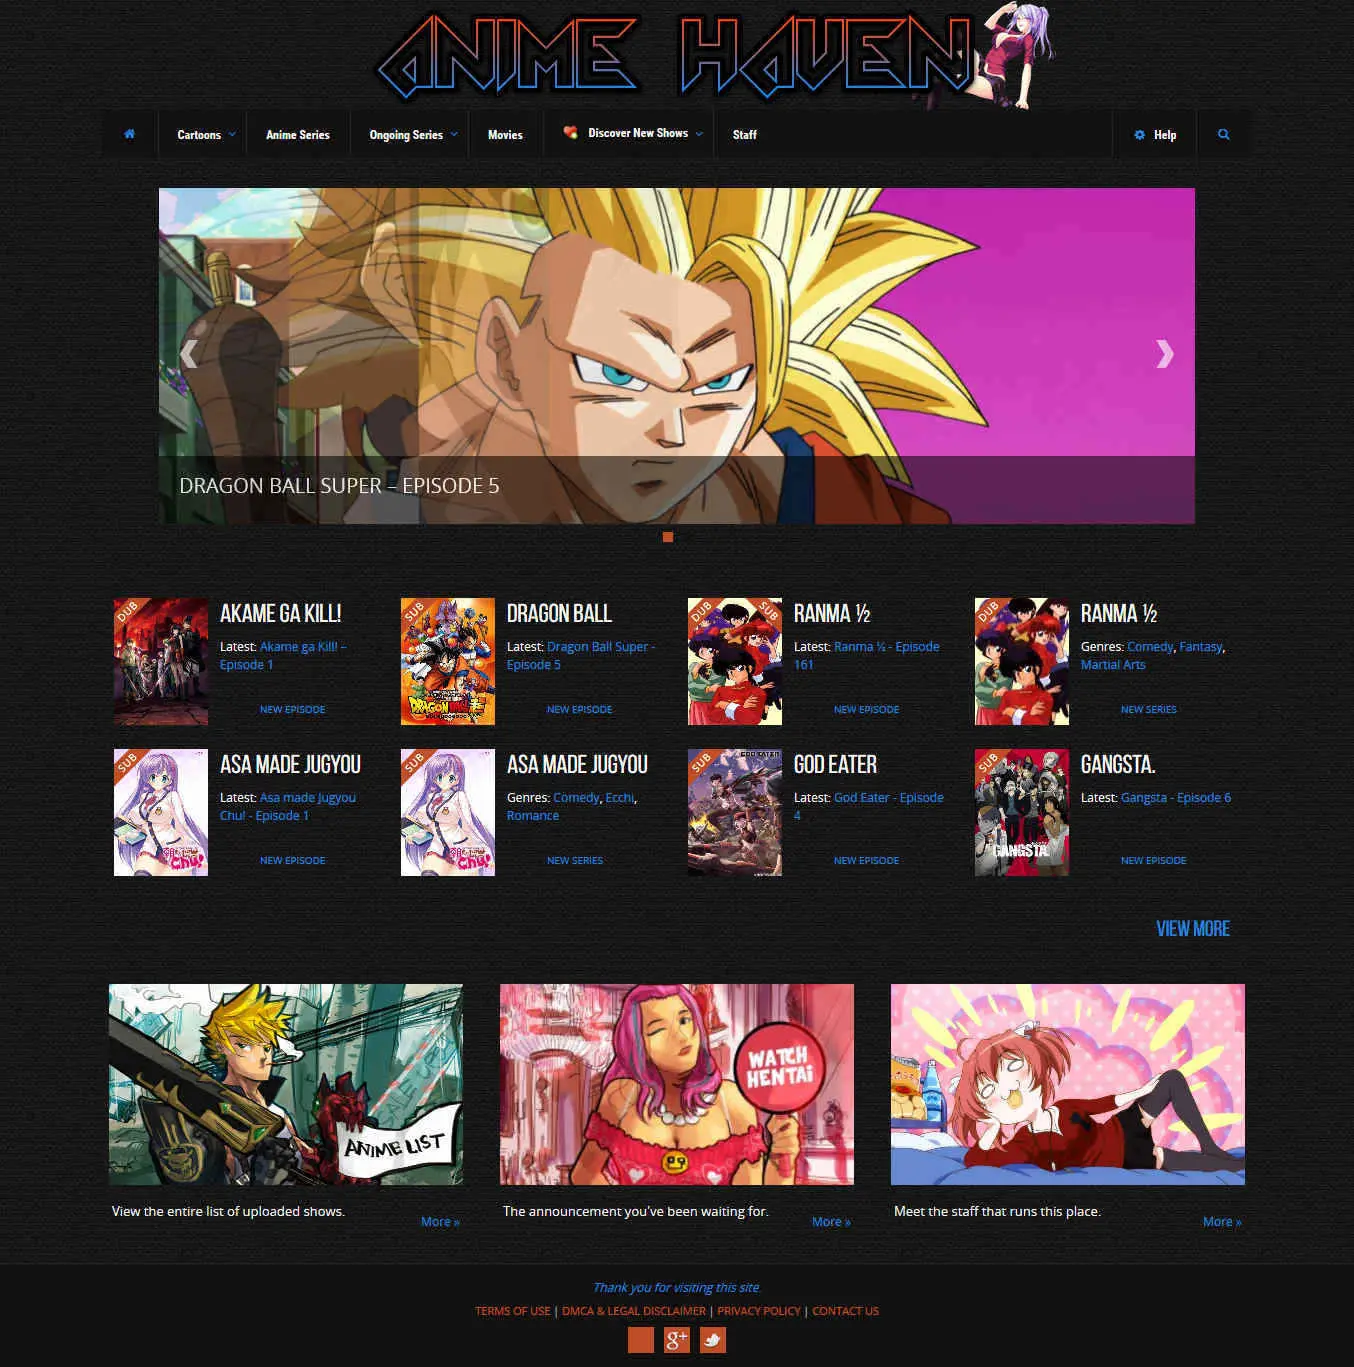 ANIME HAVEN
Cartoons
Anime Series
Ongoing Series
Movies
Discover New Shows
Staff
Help
DRAGON BALL SUPER – EPISODE 5
DUB
AKAME GA KILL!
Latest: Akame ga Kill! –
Episode 1
NEW EPISODE
SUB
DRAGON BALL
Latest: Dragon Ball Super -
Episode 5
NEW EPISODE
DUB
SUB
RANMA ½
Latest: Ranma ½ - Episode
161
NEW EPISODE
DUB
RANMA ½
Genres: Comedy, Fantasy,
Martial Arts
NEW SERIES
SUB
Chu!
ASA MADE JUGYOU
Latest: Asa made Jugyou
Chu! - Episode 1
NEW EPISODE
SUB
Chu!
ASA MADE JUGYOU
Genres: Comedy, Ecchi,
Romance
NEW SERIES
SUB
GOD EATER
GOD EATER
Latest: God Eater - Episode
4
NEW EPISODE
SUB
GANGSTA.
GANGSTA.
Latest: Gangsta - Episode 6
NEW EPISODE
VIEW MORE
ANIME LIST
WATCH
HENTAI
View the entire list of uploaded shows.
More »
The announcement you've been waiting for.
More »
Meet the staff that runs this place.
More »
Thank you for visiting this site.
TERMS OF USE | DMCA & LEGAL DISCLAIMER | PRIVACY POLICY | CONTACT US
g+